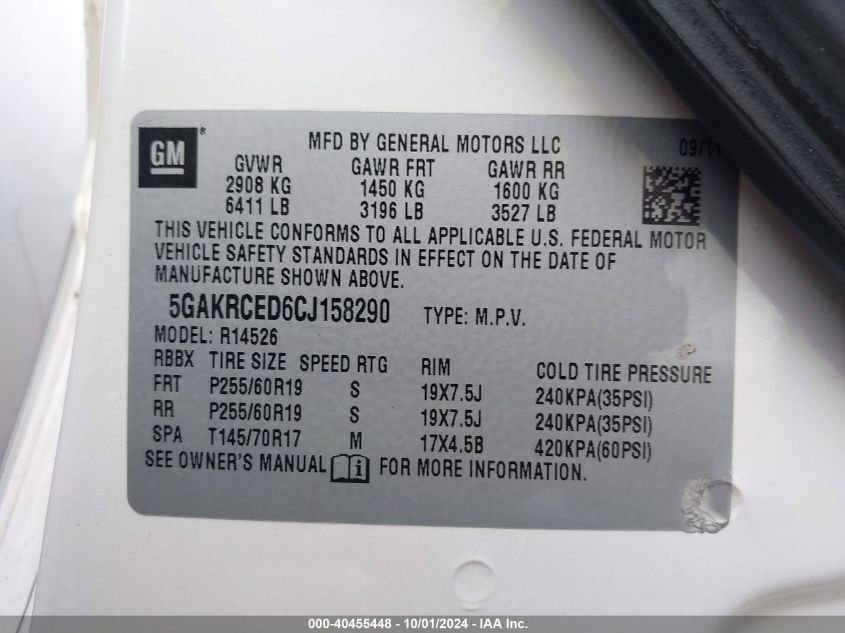 GM ®
MFD BY GENERAL MOTORS LLC 09/11
GVWR GAWR FRT GAWR RR
2908 KG 1450 KG 1600 KG
6411 LB 3196 LB 3527 LB
THIS VEHICLE CONFORMS TO ALL APPLICABLE U.S. FEDERAL MOTOR
VEHICLE SAFETY STANDARDS IN EFFECT ON THE DATE OF
MANUFACTURE SHOWN ABOVE.
5GAKRCED6CJ158290 TYPE: M.P.V.
MODEL: R14526
RBBX TIRE SIZE SPEED RTG RIM COLD TIRE PRESSURE
FRT P255/60R19 S 19X7.5J 240KPA(35PSI)
RR P255/60R19 S 19X7.5J 240KPA(35PSI)
SPA T145/70R17 M 17X4.5B 420KPA(60PSI)
SEE OWNER'S MANUAL i FOR MORE INFORMATION.
000-40455448 - 10/01/2024 - IAA Inc.